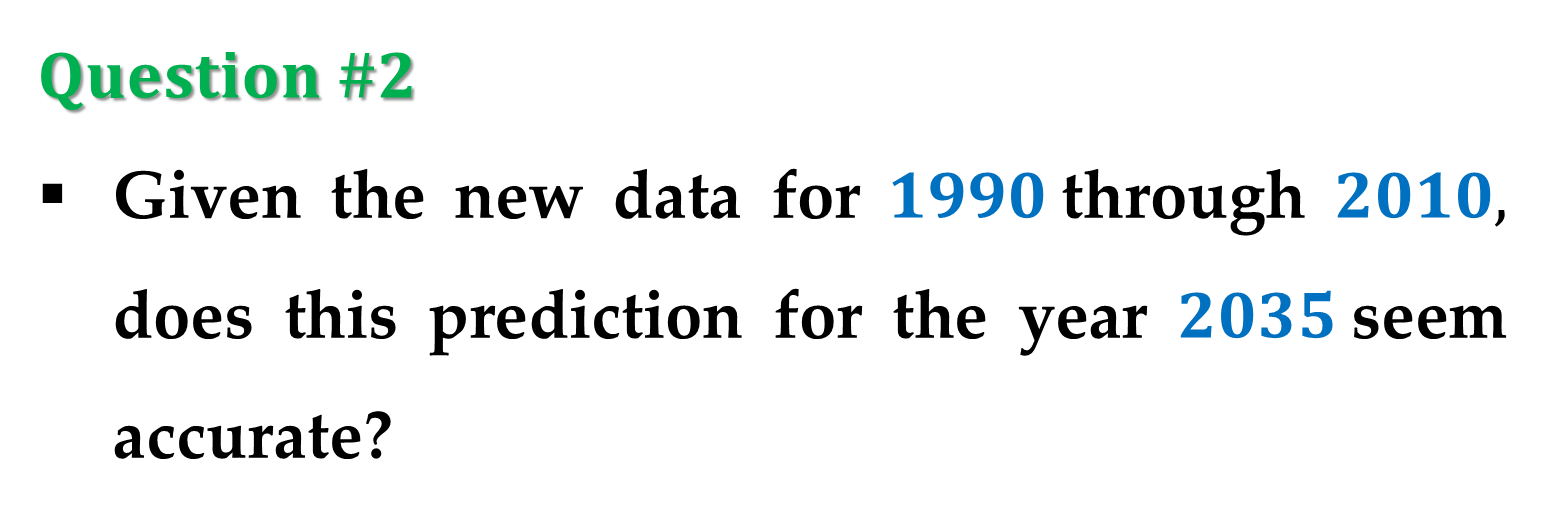 Question #2
▪ Given the new data for 1990 through 2010,
does this prediction for the year 2035 seem
accurate?